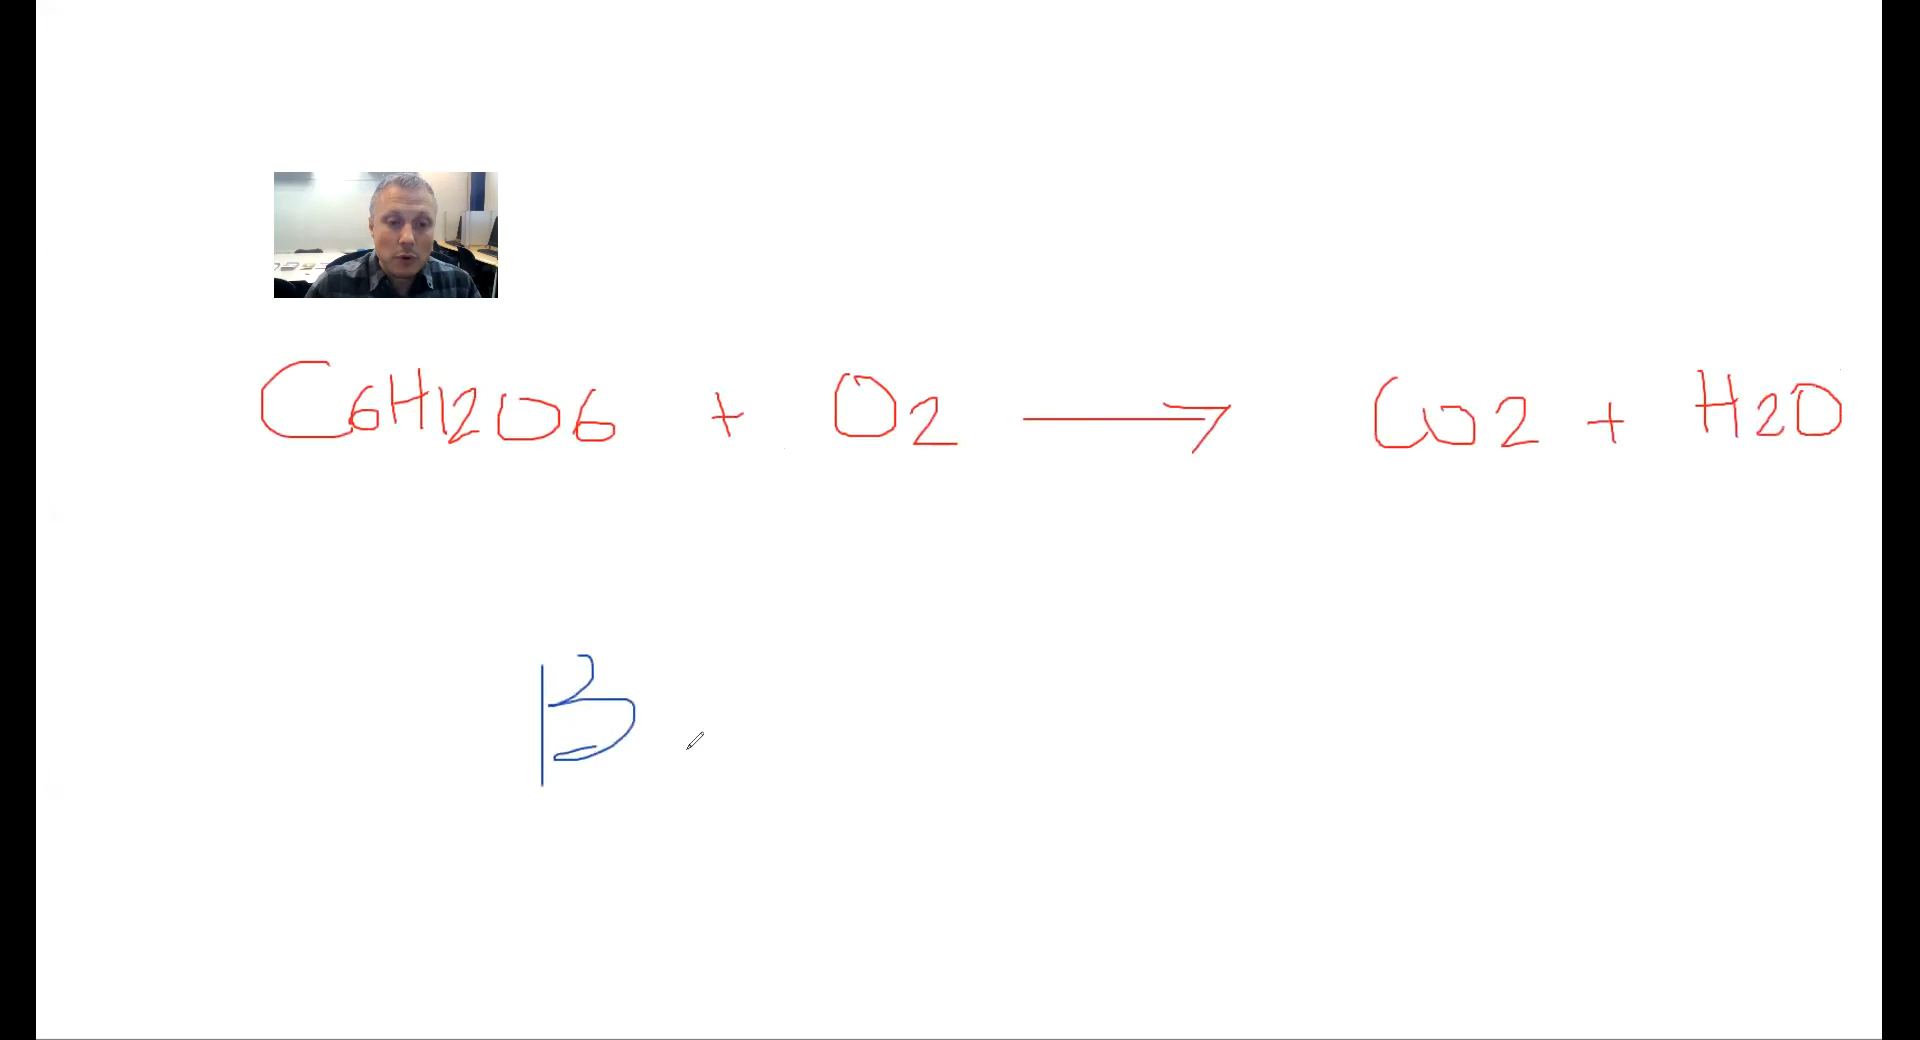 C6H12O6 + O2 → CO2 + H2O
B